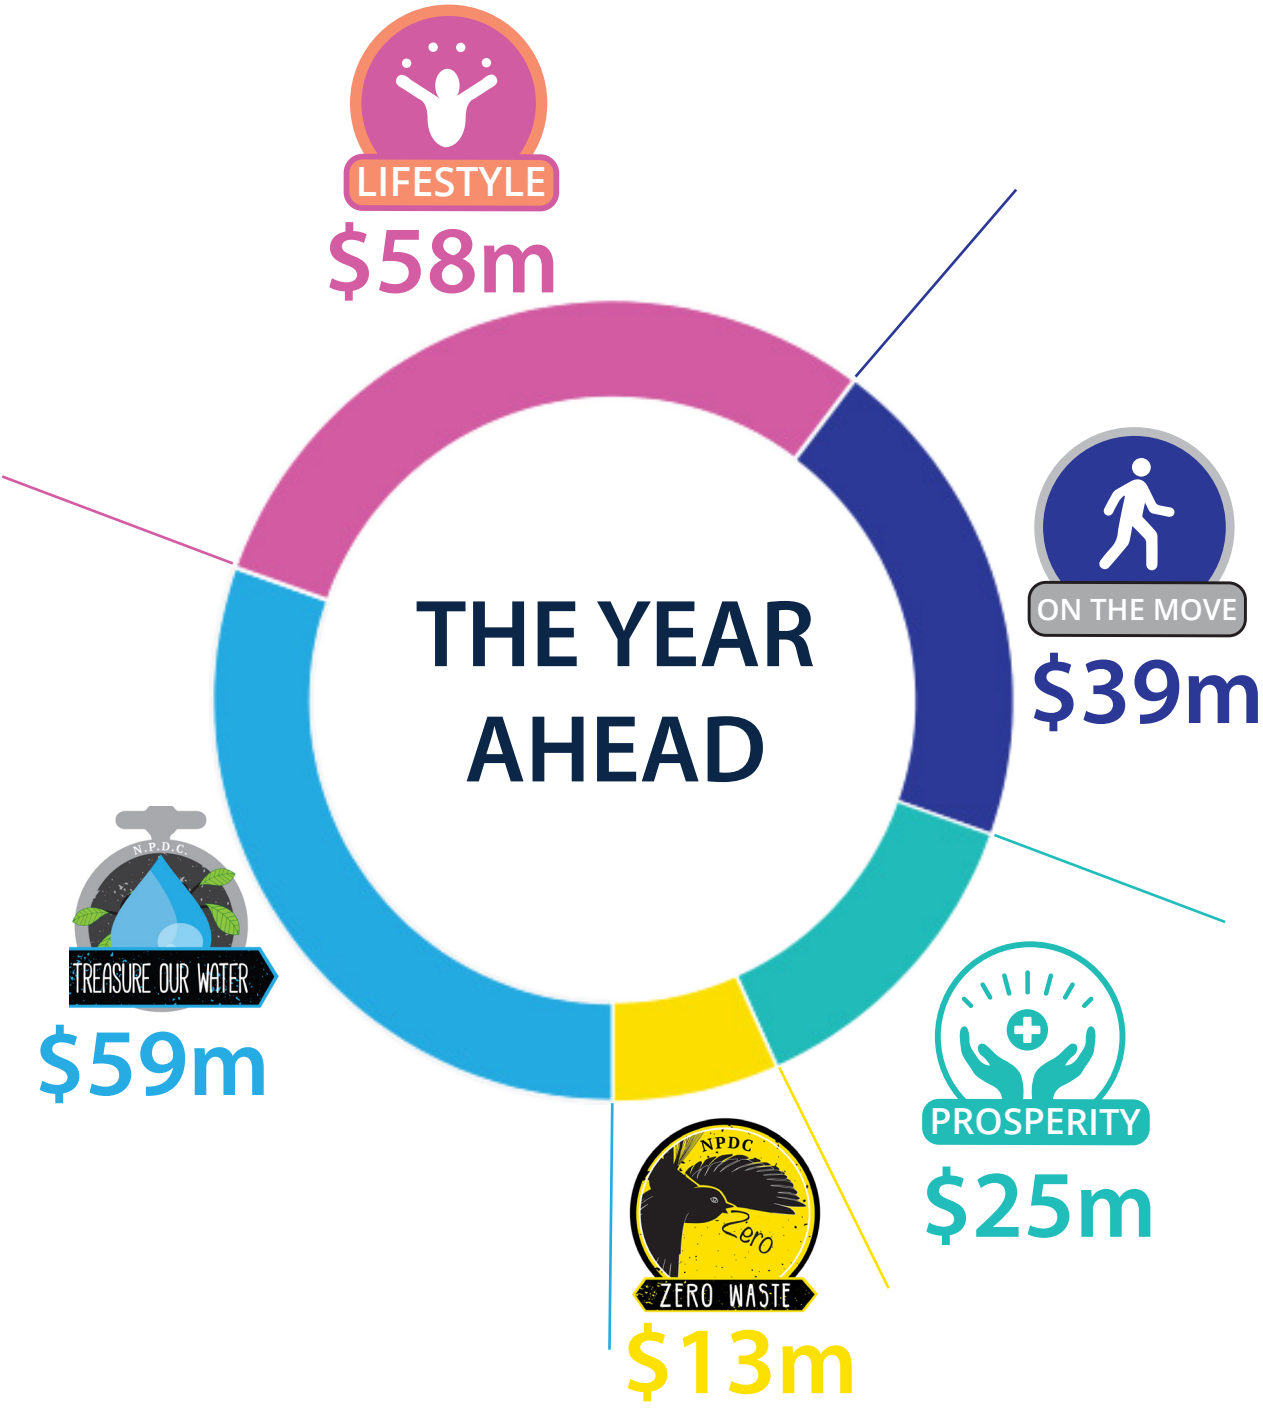 LIFESTYLE
$58m
ON THE MOVE
$39m
THE YEAR
AHEAD
N.P.D.C.
TREASURE OUR WATER
$59m
PROSPERITY
$25m
NPDC
Zero
ZERO WASTE
$13m